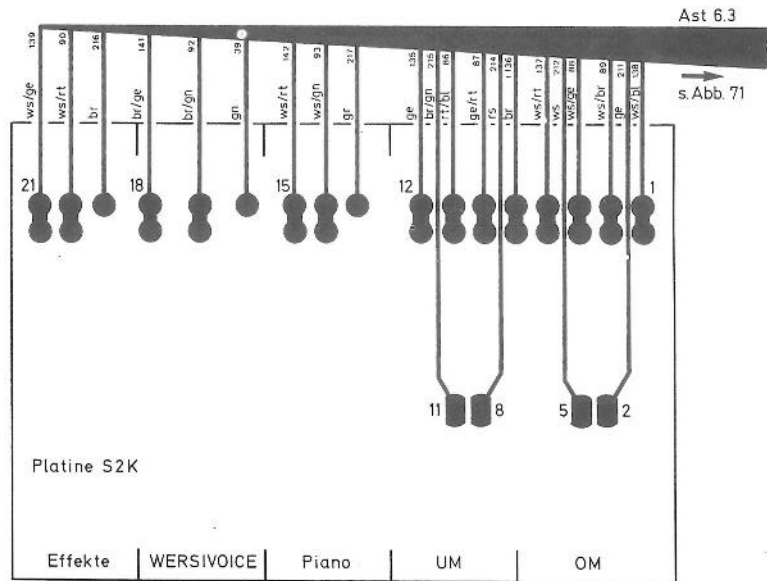 Ast 6.3
s. Abb. 71
139 90 216 141 92 39 142 93 217 135 215 86 87 214 136 137 212 88 89 211 138
ws/ge ws/rt br br/ge br/gn gn ws/rt ws/gn gr ge br/gn rt/bl ge/rt rs br ws/rt ws ws/ge ws/br ge ws/bl
21 18 15 12 1
11 8 5 2
Platine S2K
Effekte WERSIVOICE Piano UM OM